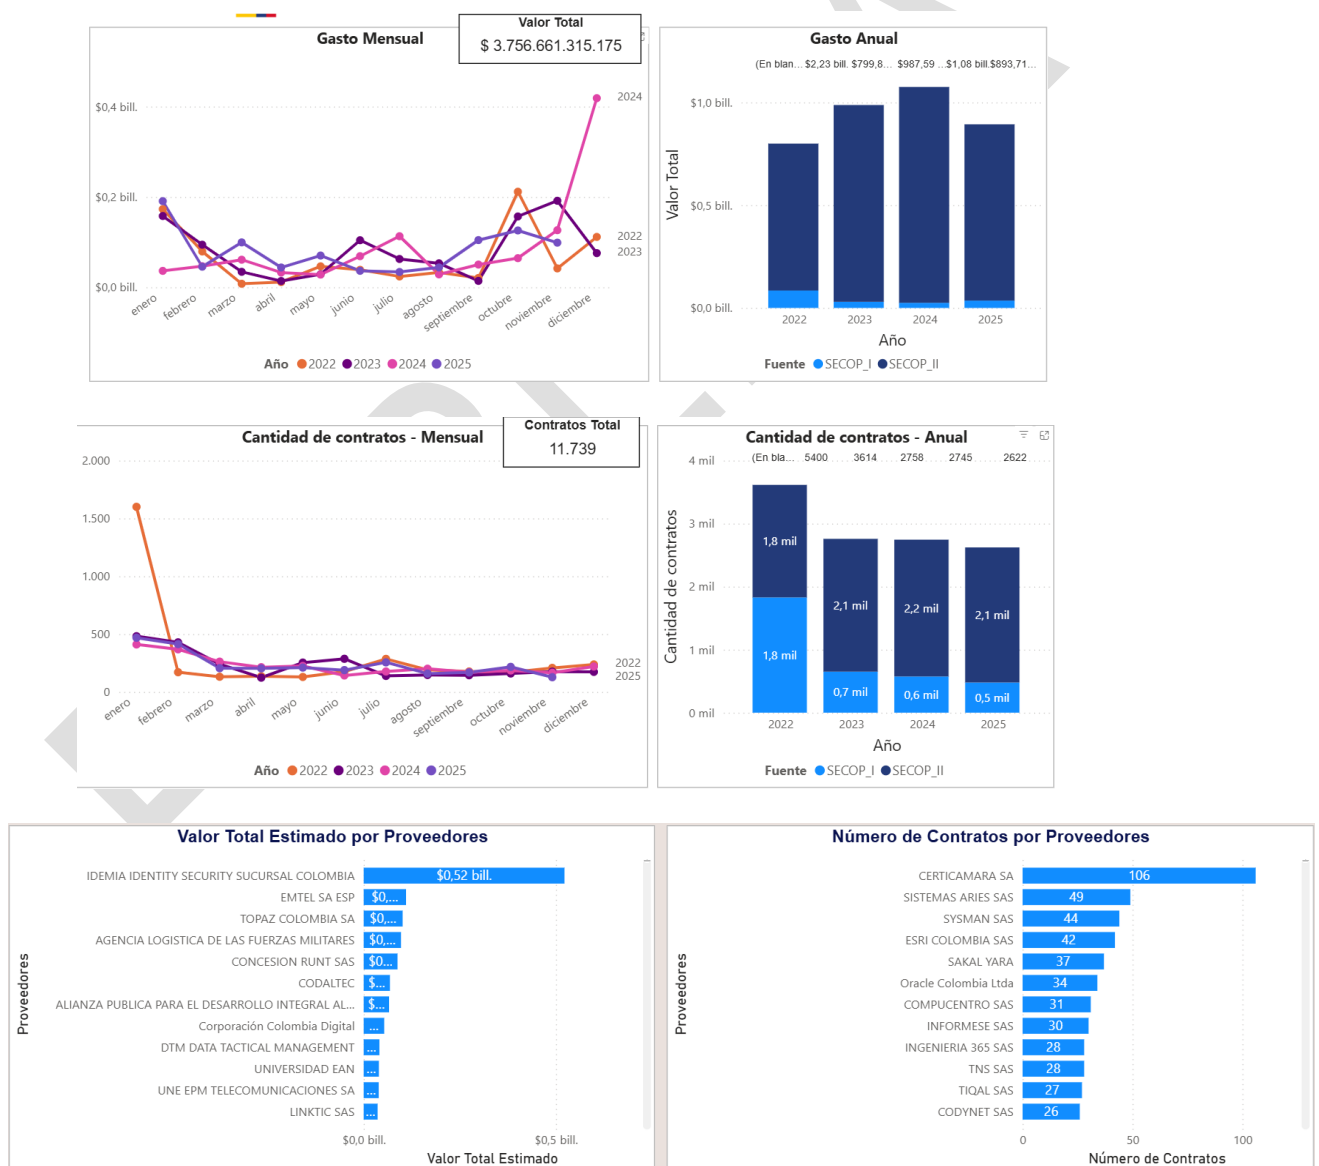 Valor Total
$ 3.756.661.315.175
Gasto Mensual
$0,4 bill.
$0,2 bill.
$0,0 bill.
2024
2022
2023
enero febrero marzo abril mayo junio julio agosto septiembre octubre noviembre diciembre
Año 2022 2023 2024 2025
Gasto Anual
(En blan... $2,23 bill. $799,8... $987,59 ... $1,08 bill. $893,71...
Valor Total
$1,0 bill.
$0,5 bill.
$0,0 bill.
2022 2023 2024 2025
Año
Fuente SECOP_I SECOP_II
Contratos Total
11.739
Cantidad de contratos - Mensual
2.000
1.500
1.000
500
0
2022
2025
enero febrero marzo abril mayo junio julio agosto septiembre octubre noviembre diciembre
Año 2022 2023 2024 2025
Cantidad de contratos - Anual
(En bla... 5400 3614 2758 2745 2622
Cantidad de contratos
4 mil
3 mil
2 mil
1 mil
0 mil
1,8 mil 2,1 mil 2,2 mil 2,1 mil
1,8 mil 0,7 mil 0,6 mil 0,5 mil
2022 2023 2024 2025
Año
Fuente SECOP_I SECOP_II
Valor Total Estimado por Proveedores
Proveedores
IDEMIA IDENTITY SECURITY SUCURSAL COLOMBIA $0,52 bill.
EMTEL SA ESP $0,...
TOPAZ COLOMBIA SA $0,...
AGENCIA LOGISTICA DE LAS FUERZAS MILITARES $0,...
CONCESION RUNT SAS $0...
CODALTEC $...
ALIANZA PUBLICA PARA EL DESARROLLO INTEGRAL AL... $...
Corporación Colombia Digital ...
DTM DATA TACTICAL MANAGEMENT ...
UNIVERSIDAD EAN ...
UNE EPM TELECOMUNICACIONES SA ...
LINKTIC SAS ...
$0,0 bill. $0,5 bill.
Valor Total Estimado
Número de Contratos por Proveedores
Proveedores
CERTICAMARA SA 106
SISTEMAS ARIES SAS 49
SYSMAN SAS 44
ESRI COLOMBIA SAS 42
SAKAL YARA 37
Oracle Colombia Ltda 34
COMPUCENTRO SAS 31
INFORMESE SAS 30
INGENIERIA 365 SAS 28
TNS SAS 28
TIQAL SAS 27
CODYNET SAS 26
0 50 100
Número de Contratos